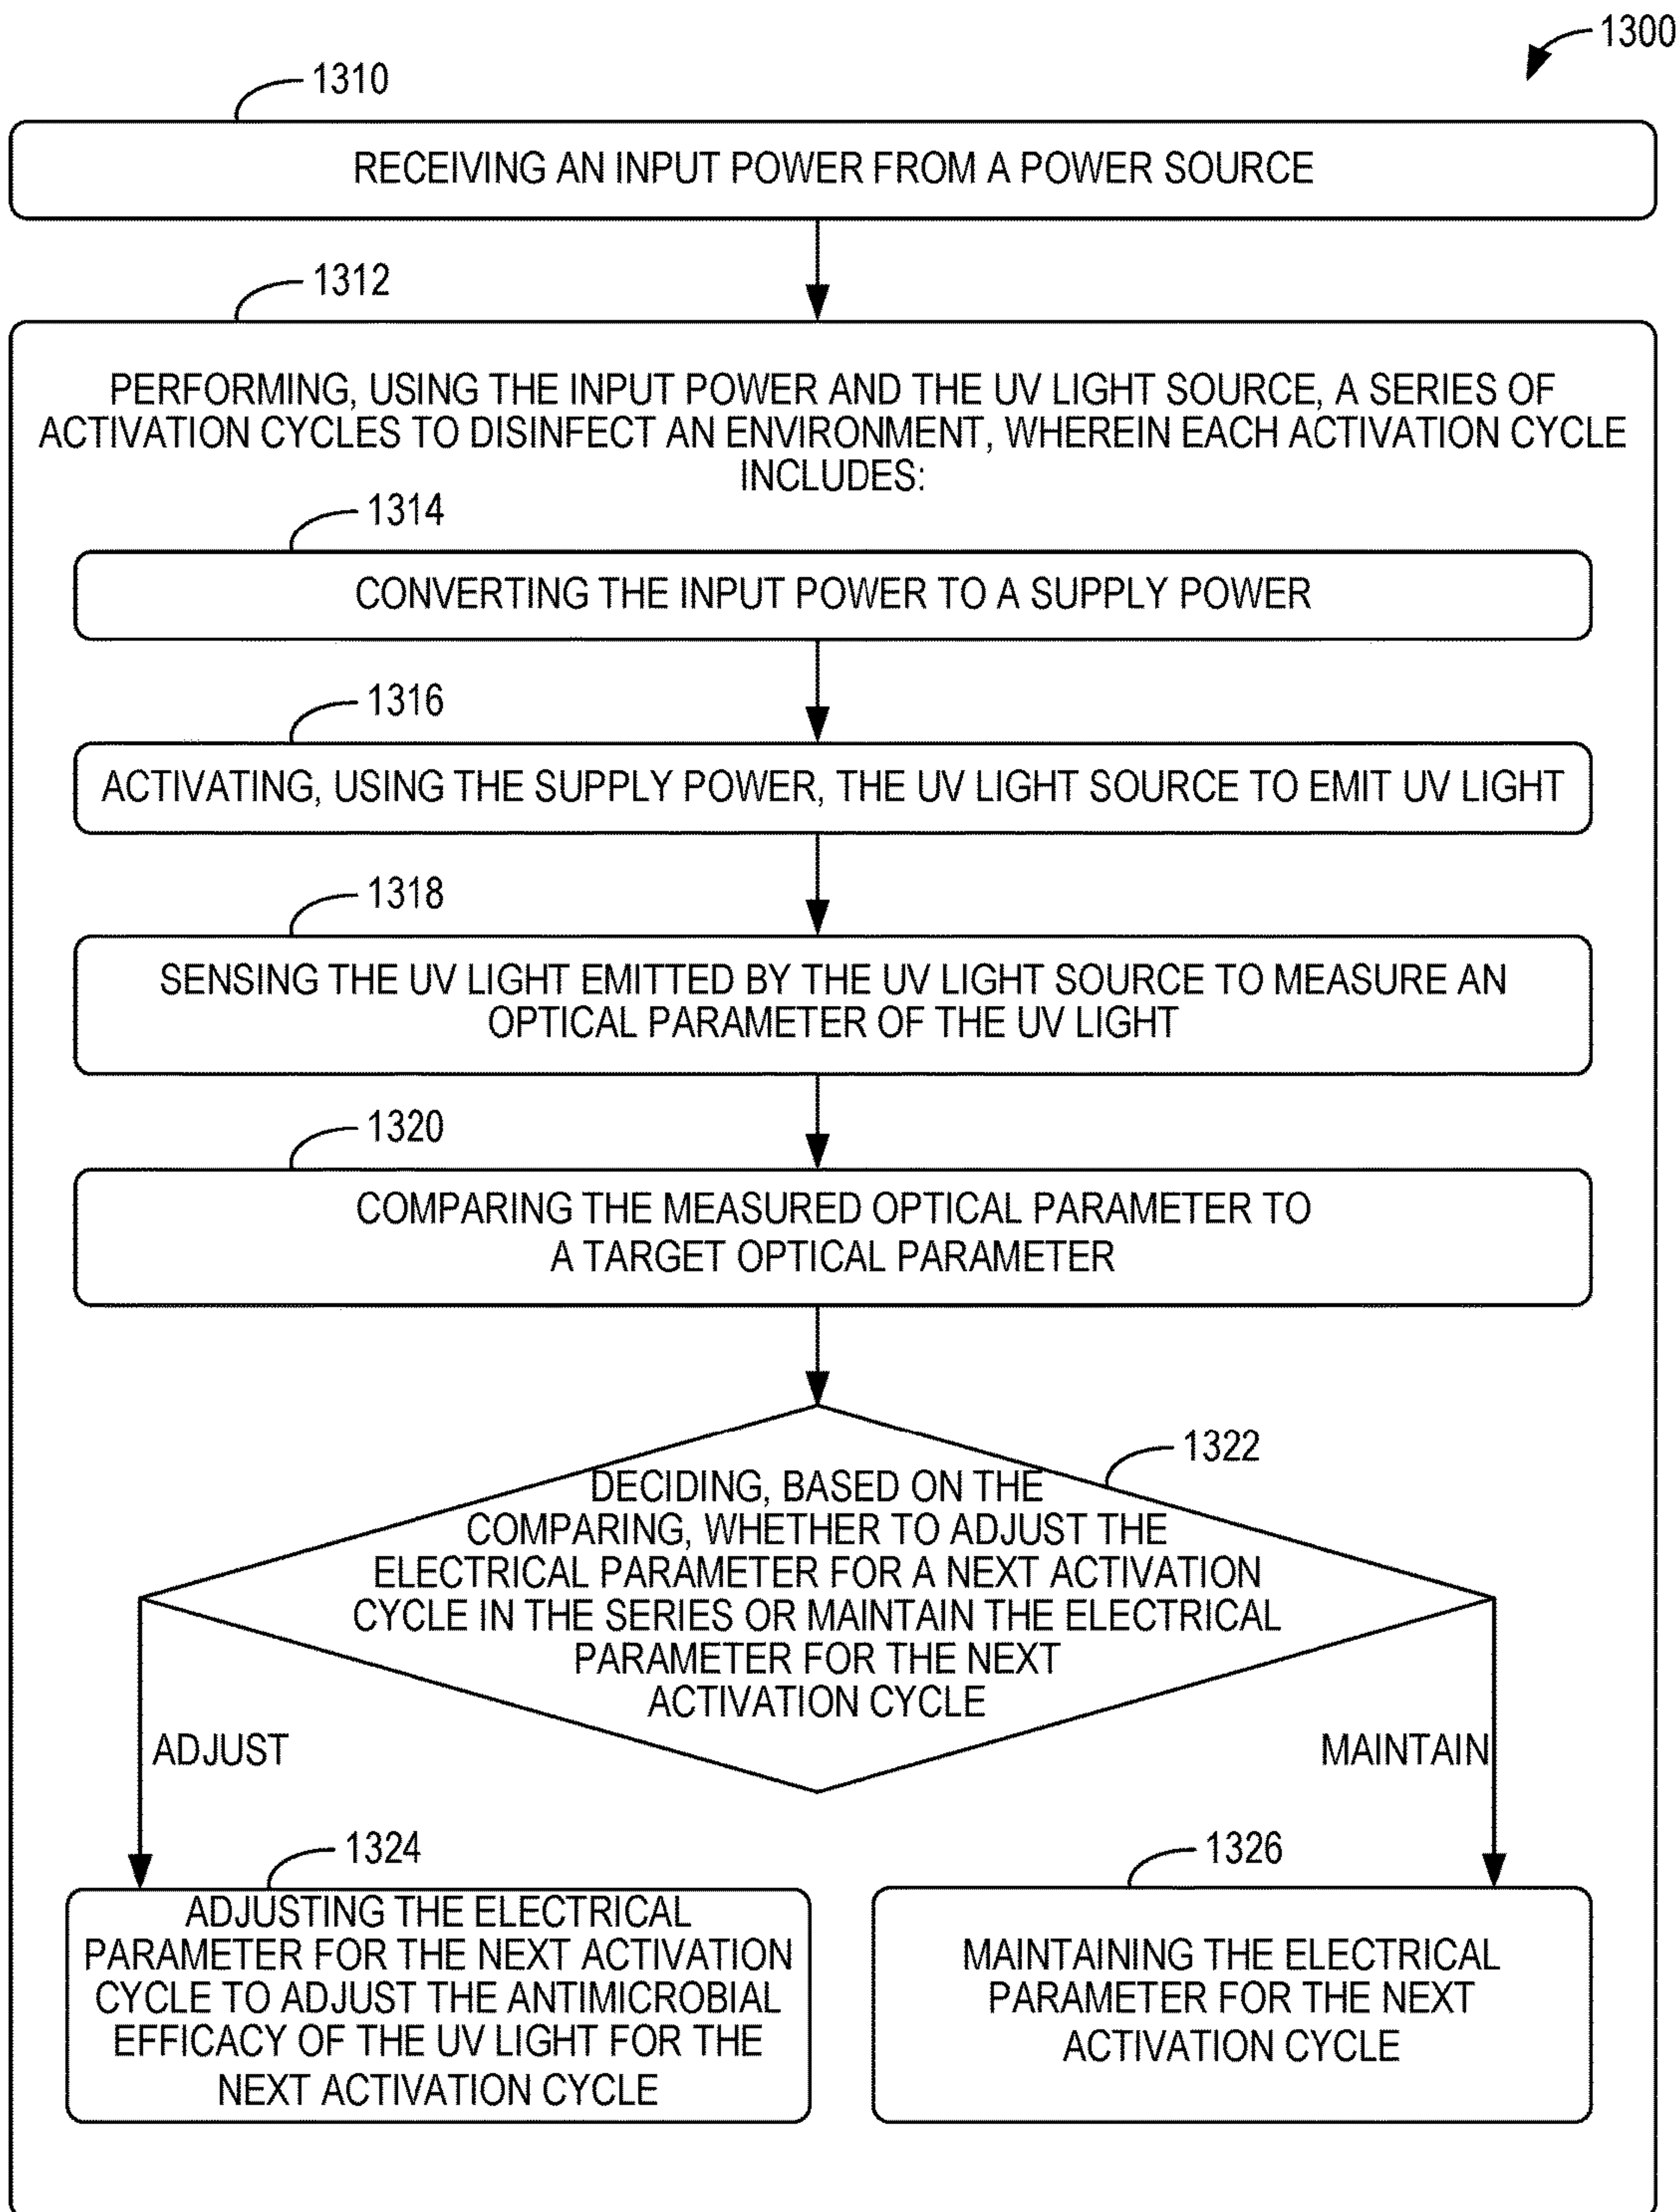 1300
1310
RECEIVING AN INPUT POWER FROM A POWER SOURCE
1312
PERFORMING, USING THE INPUT POWER AND THE UV LIGHT SOURCE, A SERIES OF
ACTIVATION CYCLES TO DISINFECT AN ENVIRONMENT, WHEREIN EACH ACTIVATION CYCLE
INCLUDES:
1314
CONVERTING THE INPUT POWER TO A SUPPLY POWER
1316
ACTIVATING, USING THE SUPPLY POWER, THE UV LIGHT SOURCE TO EMIT UV LIGHT
1318
SENSING THE UV LIGHT EMITTED BY THE UV LIGHT SOURCE TO MEASURE AN
OPTICAL PARAMETER OF THE UV LIGHT
1320
COMPARING THE MEASURED OPTICAL PARAMETER TO
A TARGET OPTICAL PARAMETER
1322
DECIDING, BASED ON THE
COMPARING, WHETHER TO ADJUST THE
ELECTRICAL PARAMETER FOR A NEXT ACTIVATION
CYCLE IN THE SERIES OR MAINTAIN THE ELECTRICAL
PARAMETER FOR THE NEXT
ACTIVATION CYCLE
ADJUST
MAINTAIN
1324
ADJUSTING THE ELECTRICAL
PARAMETER FOR THE NEXT ACTIVATION
CYCLE TO ADJUST THE ANTIMICROBIAL
EFFICACY OF THE UV LIGHT FOR THE
NEXT ACTIVATION CYCLE
1326
MAINTAINING THE ELECTRICAL
PARAMETER FOR THE NEXT
ACTIVATION CYCLE